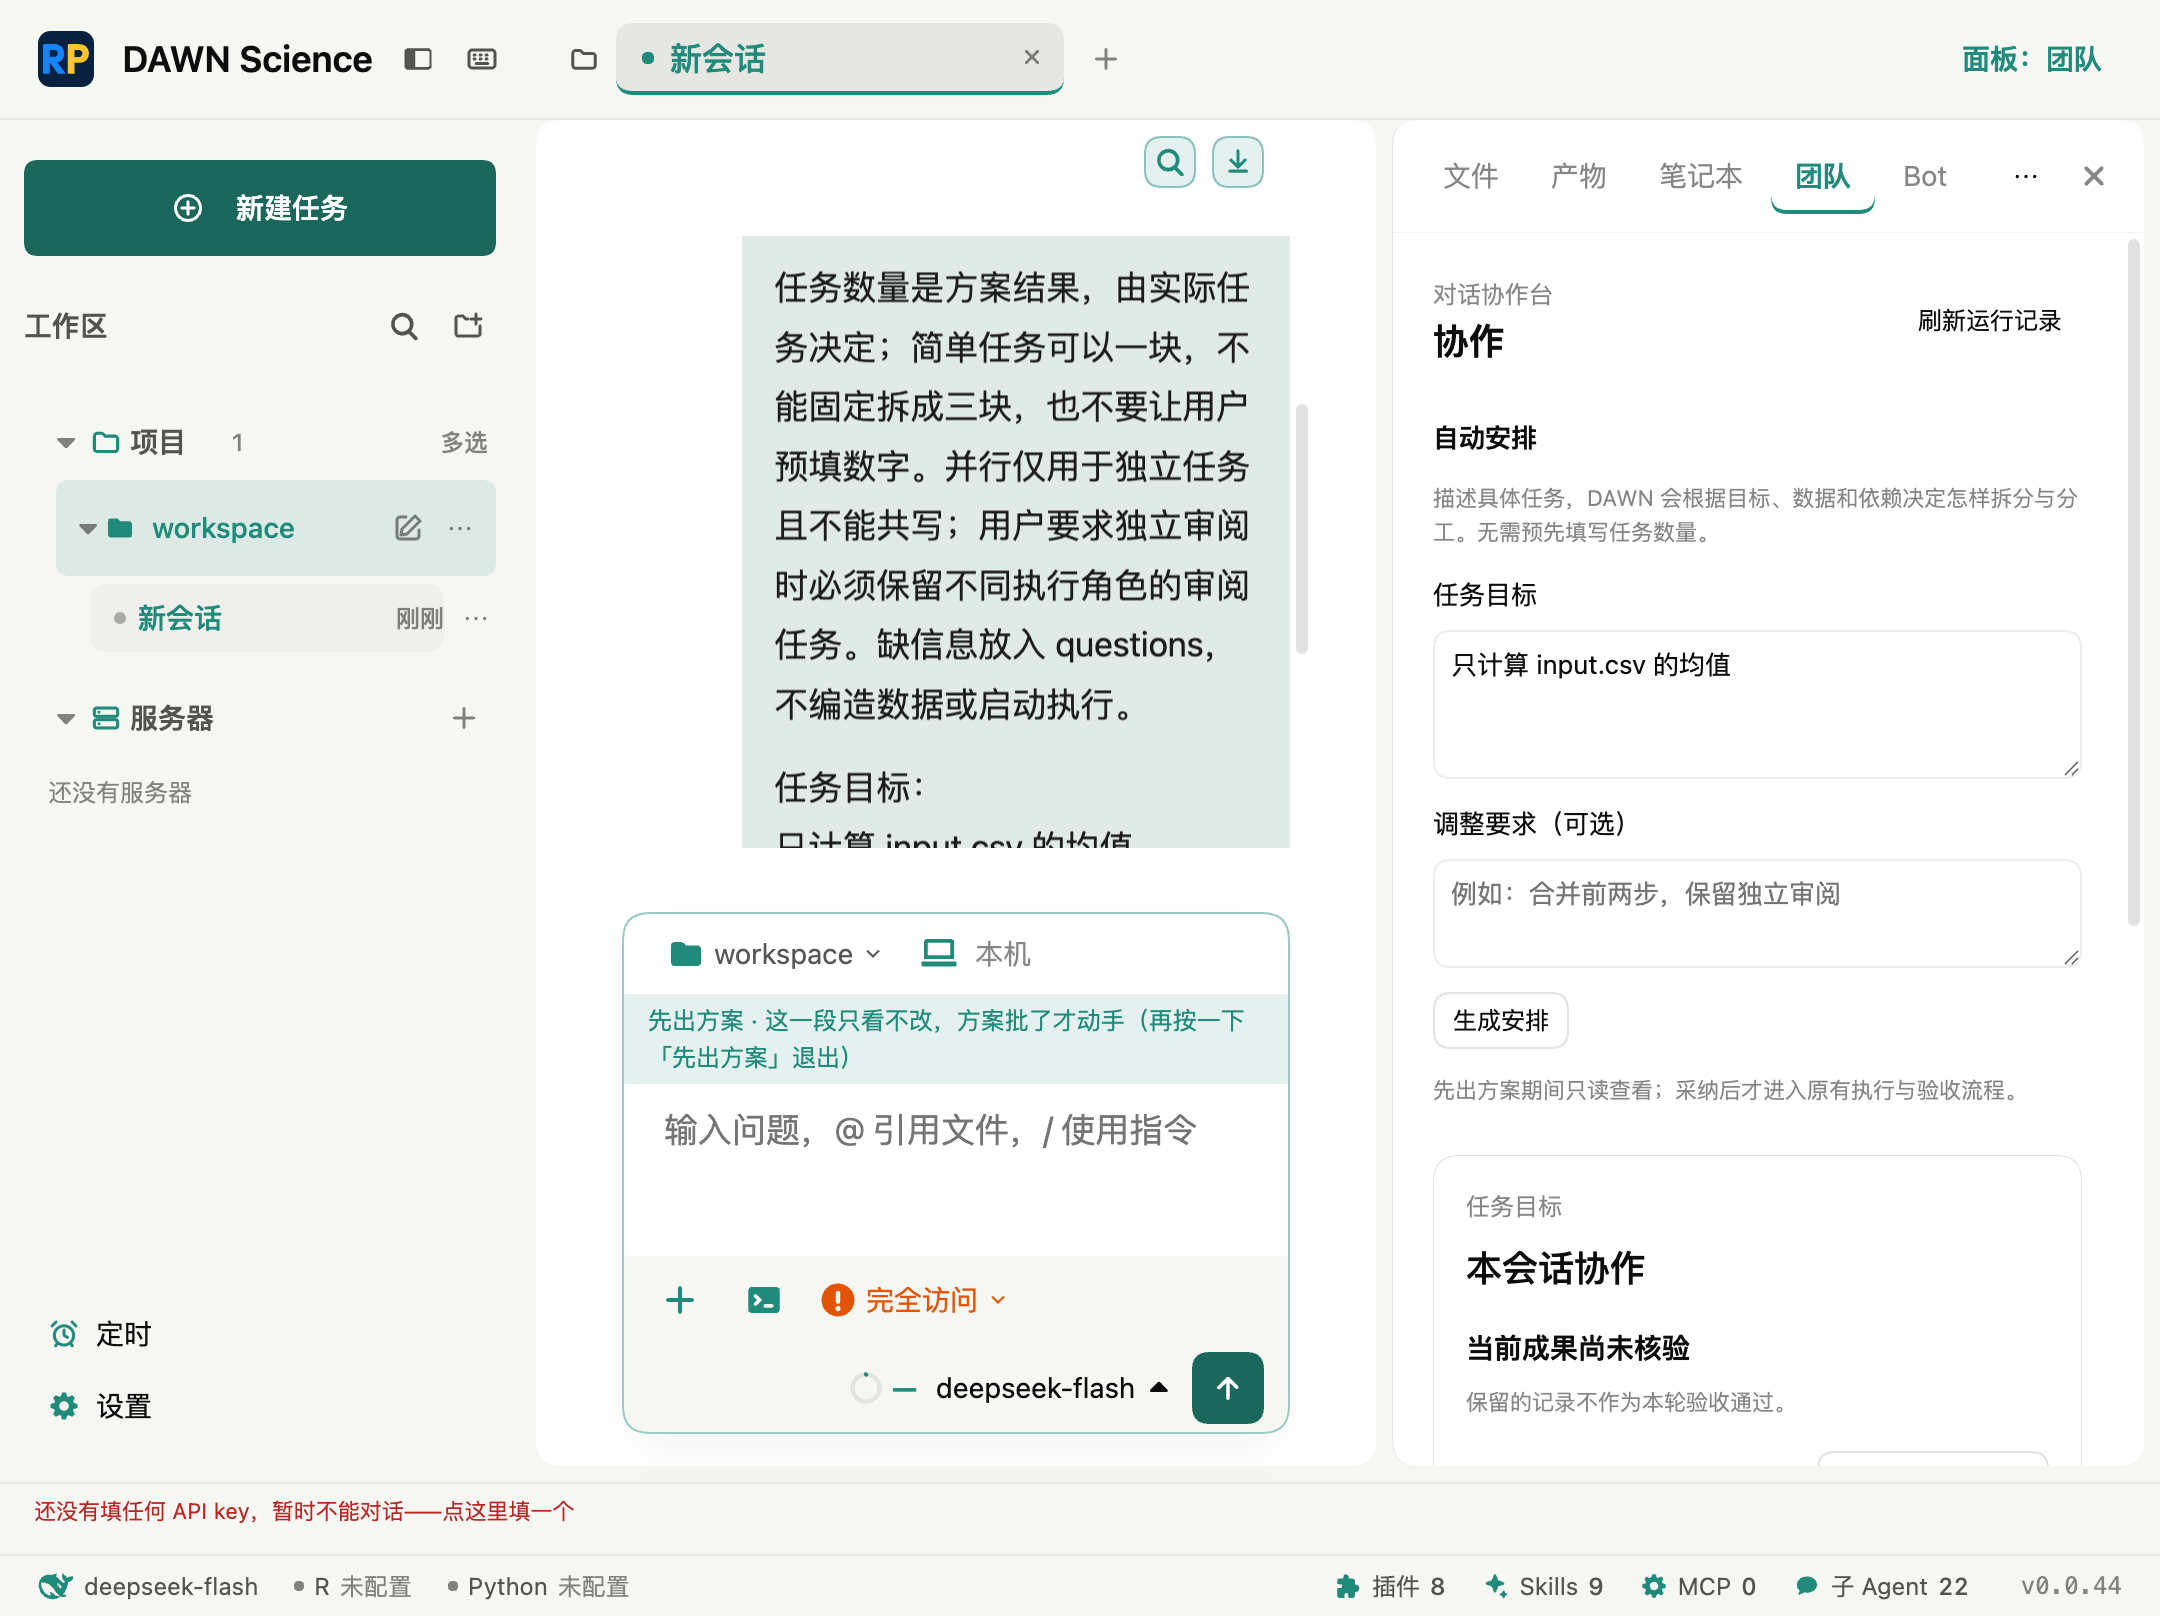 RP DAWN Science
新会话
面板：团队
新建任务
工作区
项目 1 多选
workspace
新会话 刚刚
服务器
还没有服务器
定时
设置
任务数量是方案结果，由实际任
务决定；简单任务可以一块，不
能固定拆成三块，也不要让用户
预填数字。并行仅用于独立任务
且不能共写；用户要求独立审阅
时必须保留不同执行角色的审阅
任务。缺信息放入 questions，
不编造数据或启动执行。
任务目标：
只计算 input.csv 的均值
workspace 本机
先出方案 · 这一段只看不改，方案批了才动手（再按一下
「先出方案」退出）
输入问题，@ 引用文件，/ 使用指令
完全访问
deepseek-flash
文件 产物 笔记本 团队 Bot
对话协作台
协作
刷新运行记录
自动安排
描述具体任务，DAWN 会根据目标、数据和依赖决定怎样拆分与分
工。无需预先填写任务数量。
任务目标
只计算 input.csv 的均值
调整要求（可选）
例如：合并前两步，保留独立审阅
生成安排
先出方案期间只读查看；采纳后才进入原有执行与验收流程。
任务目标
本会话协作
当前成果尚未核验
保留的记录不作为本轮验收通过。
还没有填任何 API key，暂时不能对话——点这里填一个
deepseek-flash R 未配置 Python 未配置
插件 8 Skills 9 MCP 0 子 Agent 22 v0.0.44